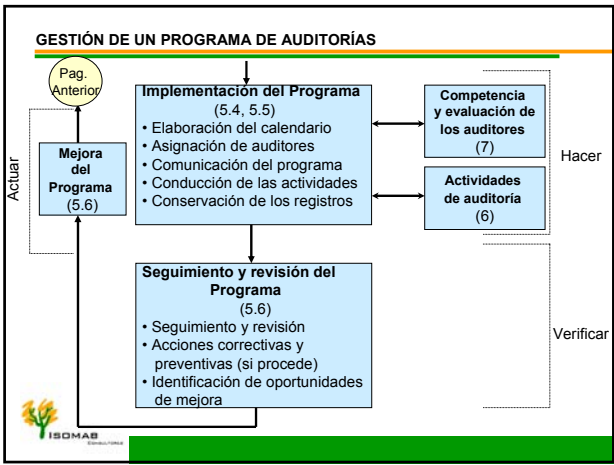 GESTIÓN DE UN PROGRAMA DE AUDITORÍAS
Pag.
Anterior
Implementación del Programa
(5.4, 5.5)
• Elaboración del calendario
• Asignación de auditores
• Comunicación del programa
• Conducción de las actividades
• Conservación de los registros
Competencia
y evaluación de
los auditores
(7)
Actividades
de auditoría
(6)
Hacer
Actuar
Mejora
del
Programa
(5.6)
Seguimiento y revisión del
Programa
(5.6)
• Seguimiento y revisión
• Acciones correctivas y
preventivas (si procede)
• Identificación de oportunidades
de mejora
Verificar
ISOMAB
CONSULTORES